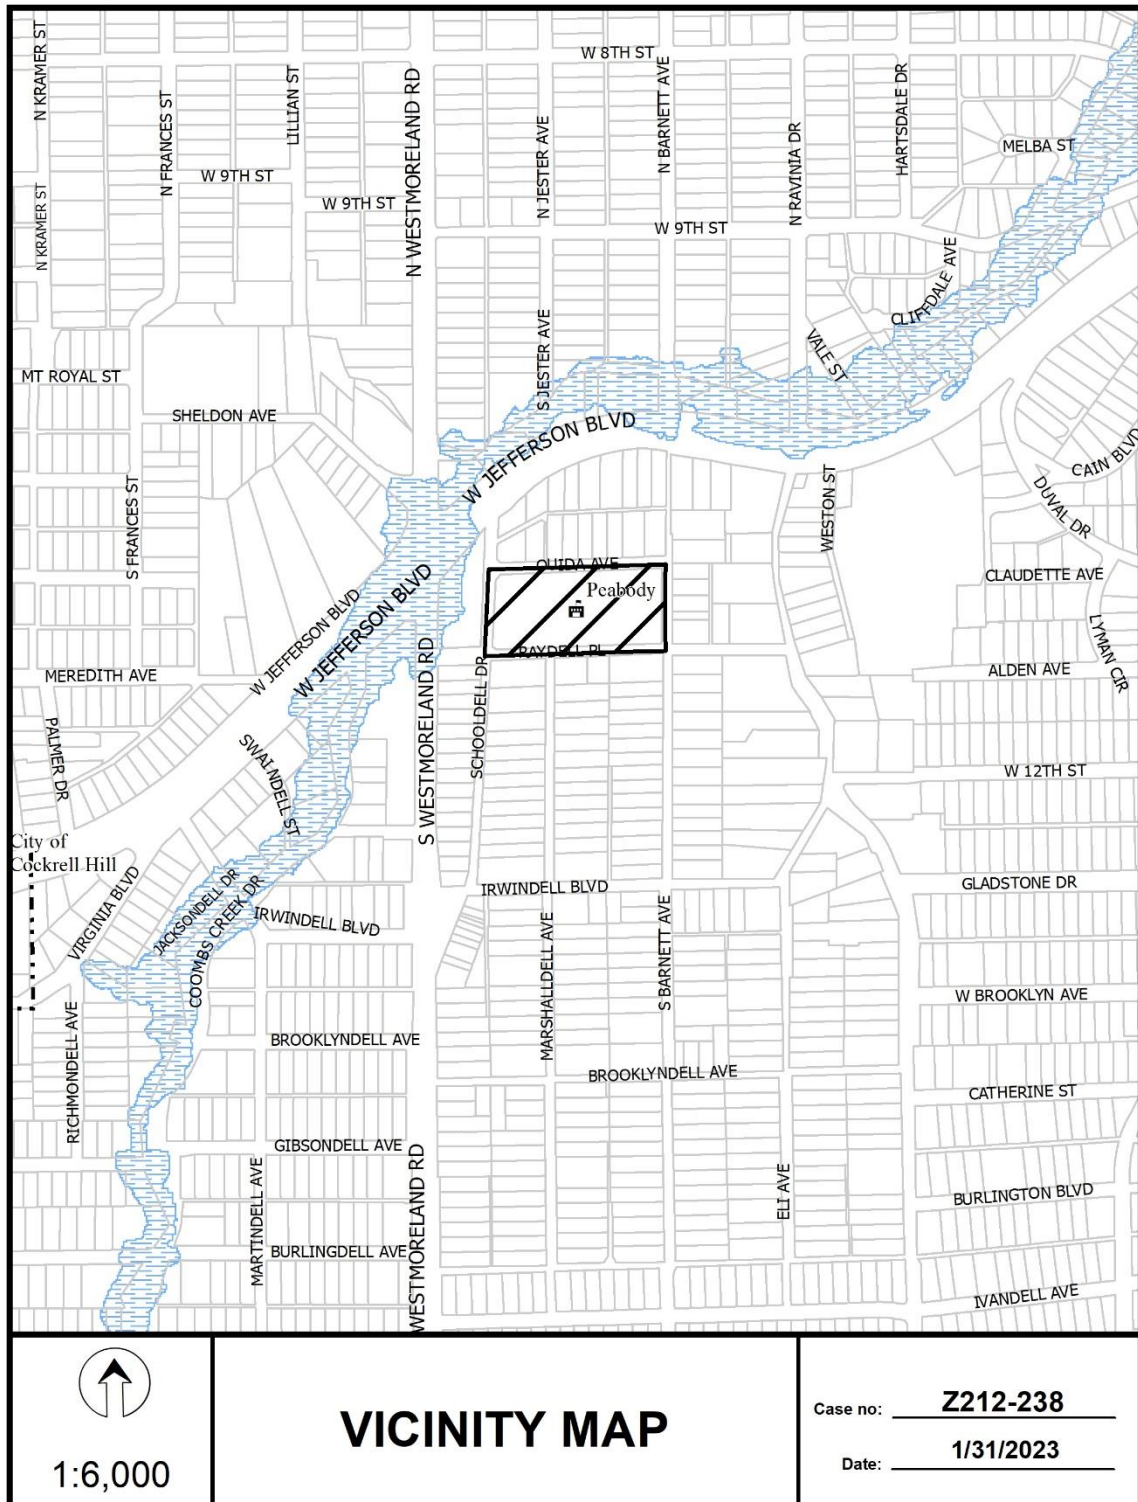 W 8TH ST
N KRAMER ST
N FRANCES ST
LILLIAN ST
N WESTMORELAND RD
N JESTER AVE
N BARNETT AVE
N RAVINIA DR
HARTSDALE DR
MELBA ST
W 9TH ST
W 9TH ST
W 9TH ST
N KRAMER ST
CLIFFDALE AVE
VALE ST
S JESTER AVE
MT ROYAL ST
SHELDON AVE
W JEFFERSON BLVD
CAIN BLVD
DUVAL DR
WESTON ST
S FRANCES ST
OUIDA AVE
Peabody
CLAUDETTE AVE
W JEFFERSON BLVD
W JEFFERSON BLVD
LYMAN CIR
RAYDELL PL
MEREDITH AVE
ALDEN AVE
S WESTMORELAND RD
SCHOOLDELL DR
PALMER DR
SWAINDELL ST
W 12TH ST
City of
Cockrell Hill
VIRGINIA BLVD
JACKSONDELL DR
COOMBS CREEK DR
IRWINDELL BLVD
IRWINDELL BLVD
GLADSTONE DR
MARSHALLDELL AVE
S BARNETT AVE
W BROOKLYN AVE
RICHMONDELL AVE
BROOKLYNDELL AVE
BROOKLYNDELL AVE
CATHERINE ST
GIBSONDELL AVE
MARTINDELL AVE
WESTMORELAND RD
ELI AVE
BURLINGTON BLVD
BURLINGDELL AVE
IVANDELL AVE
1:6,000
VICINITY MAP
Case no: Z212-238
Date: 1/31/2023